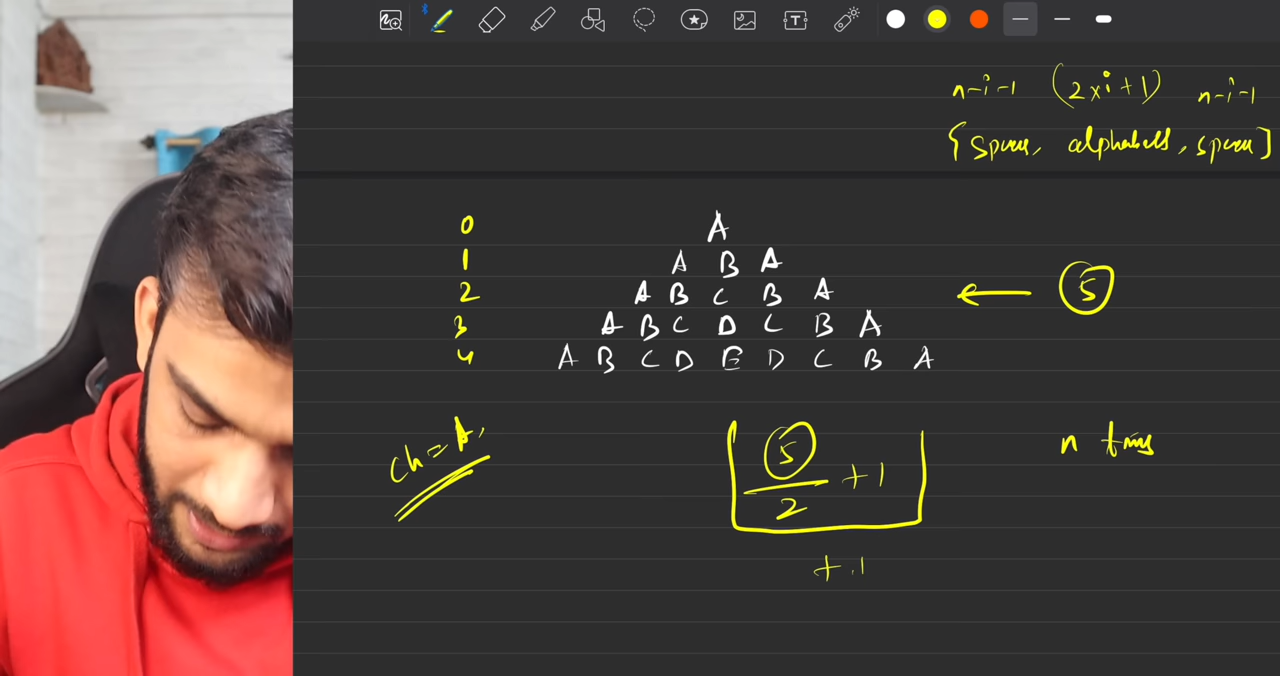 n-i-1 (2xi+1) n-i-1
{space, alphabets, space]
0 A
1 A B A
2 A B C B A
3 A B C D C B A
4 A B C D E D C B A
← 5
ch = A,
5/2 + 1
n times
+1